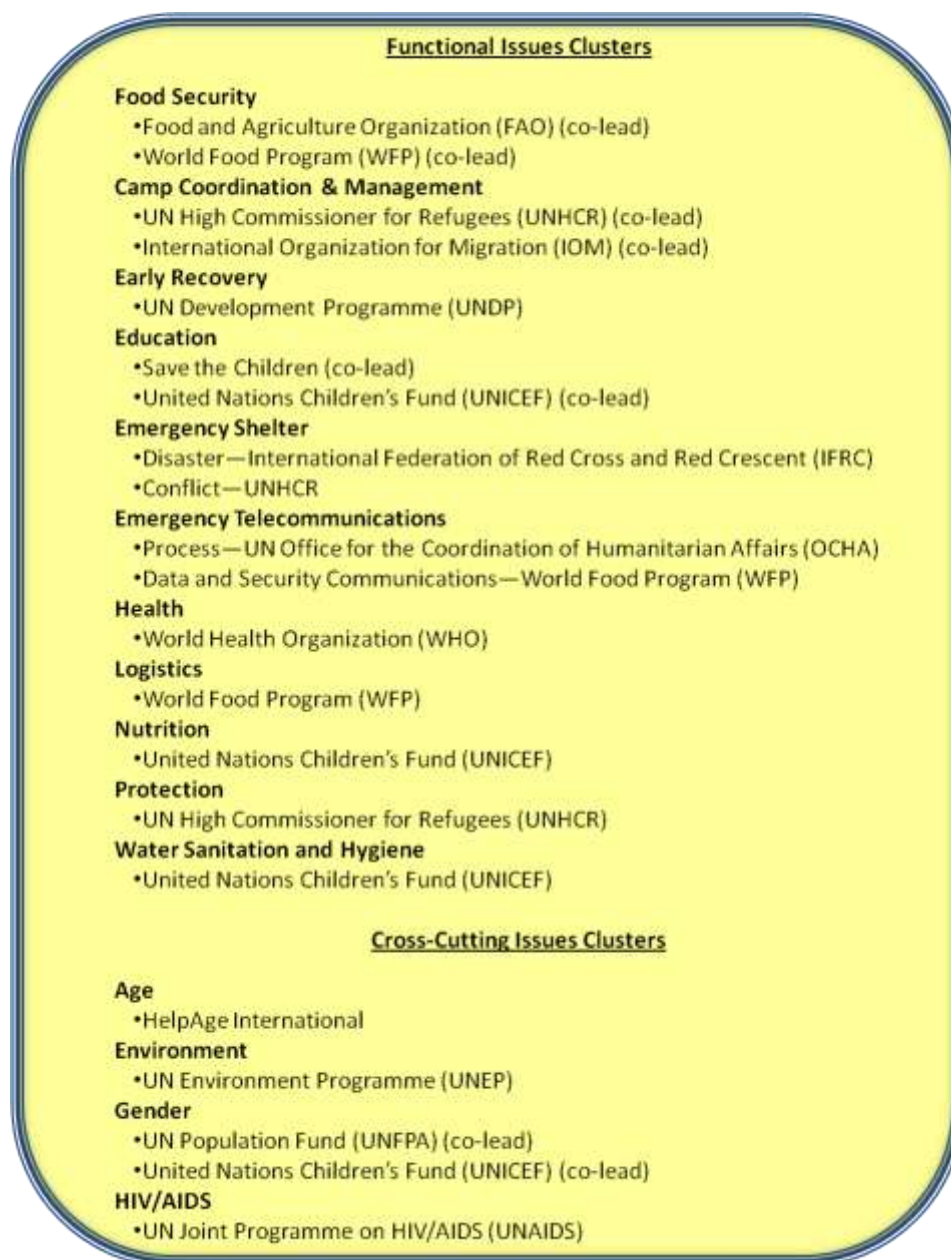 Functional Issues Clusters
Food Security
•Food and Agriculture Organization (FAO) (co-lead)
•World Food Program (WFP) (co-lead)
Camp Coordination & Management
•UN High Commissioner for Refugees (UNHCR) (co-lead)
•International Organization for Migration (IOM) (co-lead)
Early Recovery
•UN Development Programme (UNDP)
Education
•Save the Children (co-lead)
•United Nations Children's Fund (UNICEF) (co-lead)
Emergency Shelter
•Disaster—International Federation of Red Cross and Red Crescent (IFRC)
•Conflict—UNHCR
Emergency Telecommunications
•Process—UN Office for the Coordination of Humanitarian Affairs (OCHA)
•Data and Security Communications—World Food Program (WFP)
Health
•World Health Organization (WHO)
Logistics
•World Food Program (WFP)
Nutrition
•United Nations Children's Fund (UNICEF)
Protection
•UN High Commissioner for Refugees (UNHCR)
Water Sanitation and Hygiene
•United Nations Children's Fund (UNICEF)
Cross-Cutting Issues Clusters
Age
•HelpAge International
Environment
•UN Environment Programme (UNEP)
Gender
•UN Population Fund (UNFPA) (co-lead)
•United Nations Children's Fund (UNICEF) (co-lead)
HIV/AIDS
•UN Joint Programme on HIV/AIDS (UNAIDS)